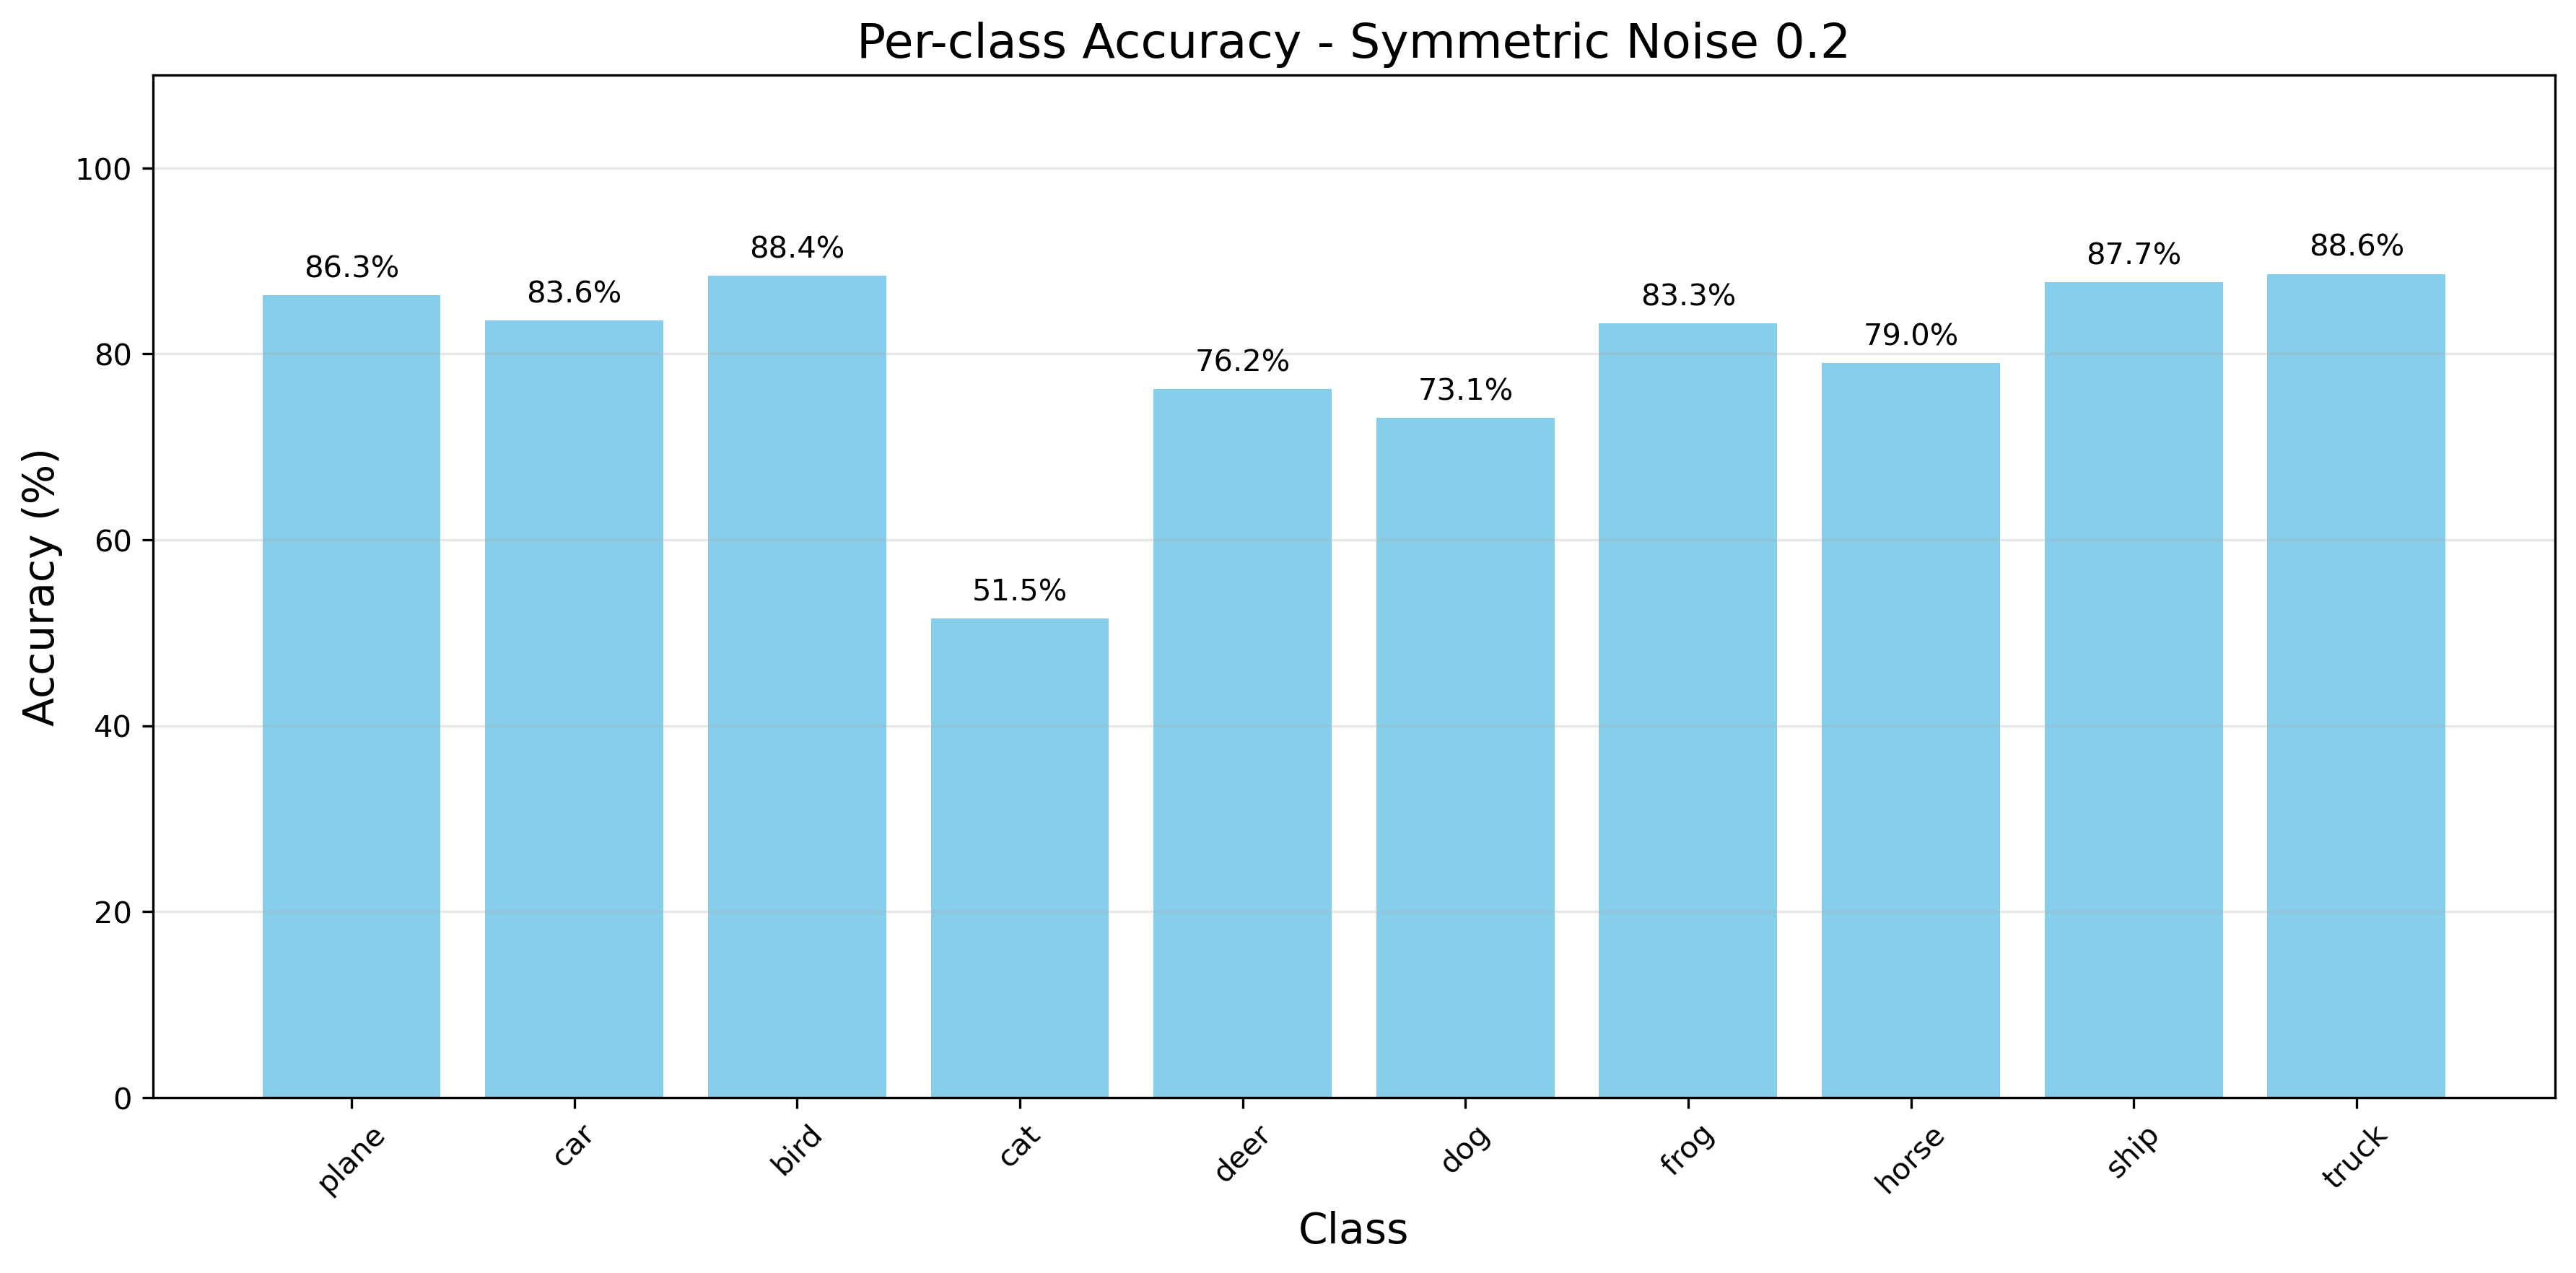 Per-class Accuracy - Symmetric Noise 0.2
Accuracy (%)
100
80
60
40
20
0
86.3%
83.6%
88.4%
51.5%
76.2%
73.1%
83.3%
79.0%
87.7%
88.6%
plane
car
bird
cat
deer
dog
frog
horse
ship
truck
Class